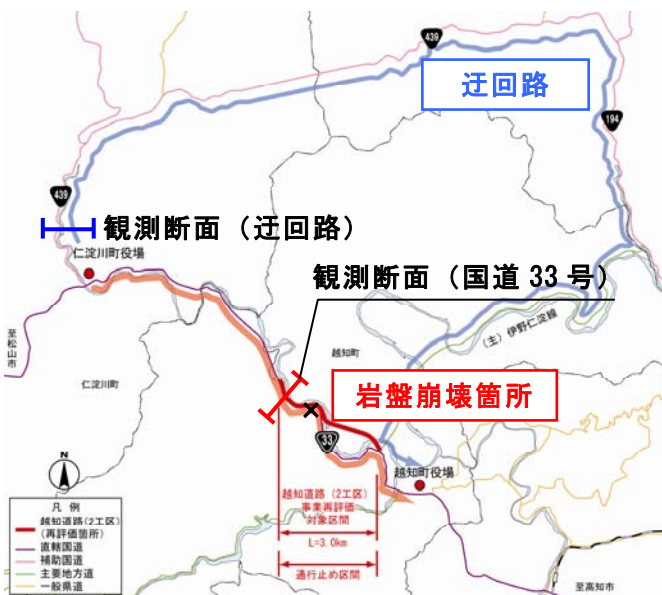 439
迂回路
194
439
観測断面（迂回路）
仁淀川町役場
観測断面（国道 33 号）
(主) 伊野仁淀線
至松山市
越知町
仁淀川町
岩盤崩壊箇所
×
33
越知町役場
越知道路（2工区）
事業再評価
対象区間
L=3.0km
通行止め区間
至高知市
N
凡 例
越知道路(2工区)
(再評価箇所)
直轄国道
補助国道
主要地方道
一般県道